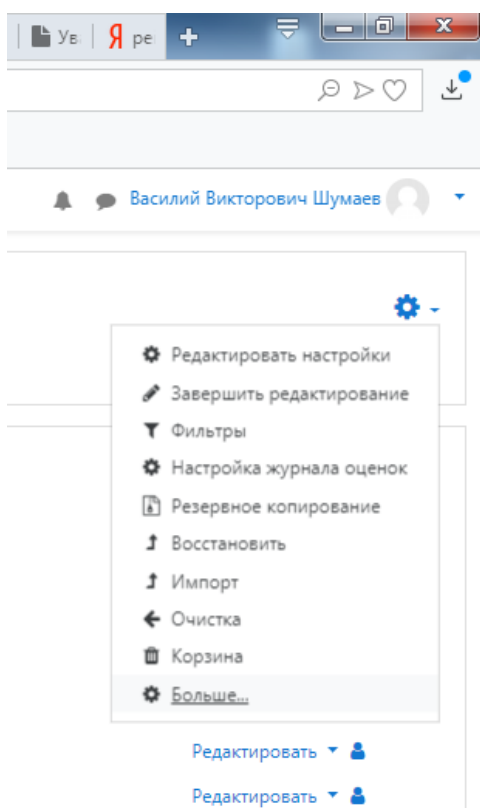 Ув Я ре
Василий Викторович Шумаев
Редактировать настройки
Завершить редактирование
Фильтры
Настройка журнала оценок
Резервное копирование
Восстановить
Импорт
Очистка
Корзина
Больше...
Редактировать
Редактировать